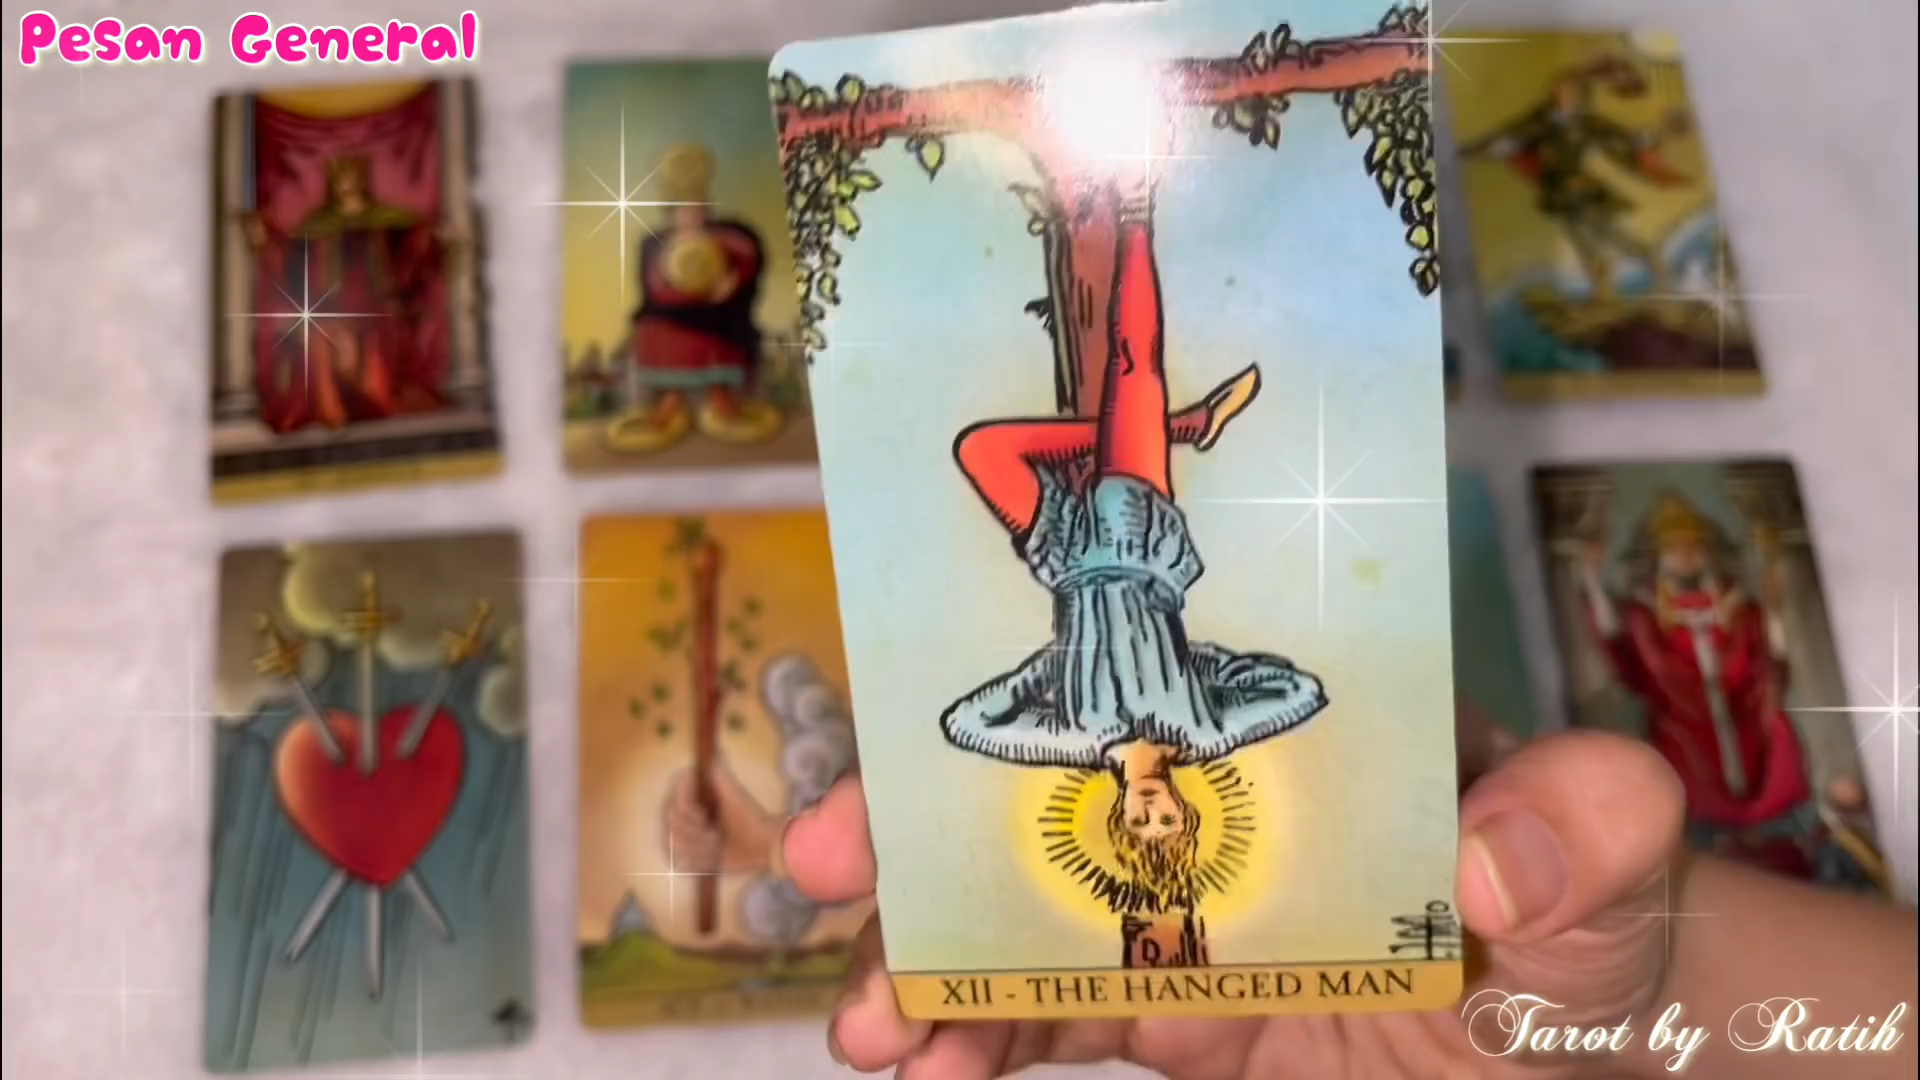 Pesan General
XII - THE HANGED MAN
Tarot by Ratih